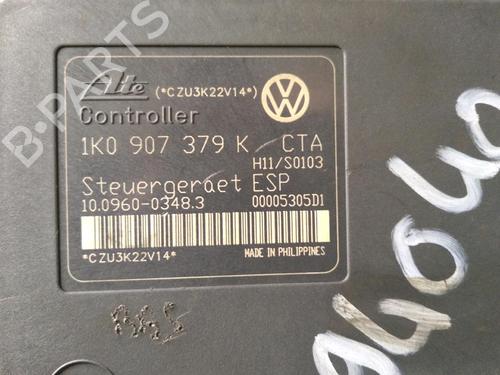 Ate (*CZU3K22V14*)
Controller
1K0 907 379 K CTA
H11/S0103
Steuergeraet ESP
10.0960-0348.3 00005305D1
*CZU3K22V14* MADE IN PHILIPPINES
B-PARTS